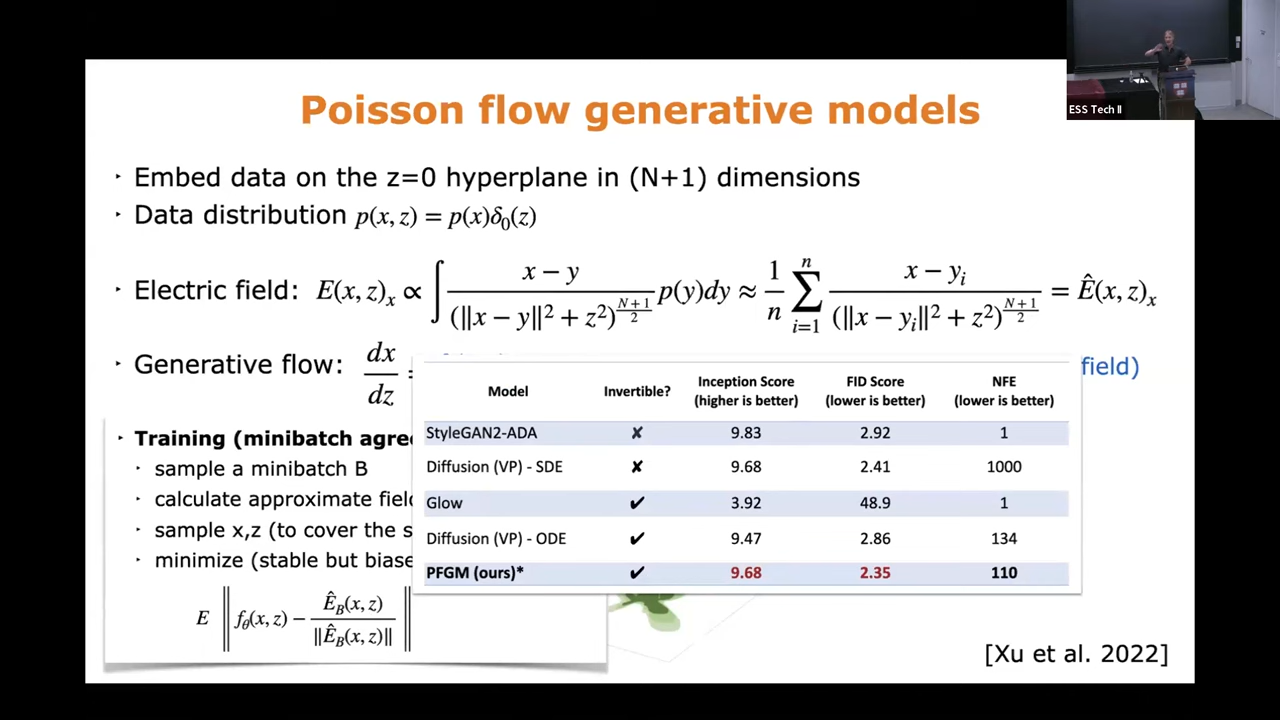 ESS Tech II
Poisson flow generative models
‣ Embed data on the z=0 hyperplane in (N+1) dimensions
‣ Data distribution p(x, z) = p(x)δ₀(z)
‣ Electric field: E(x, z)ₓ ∝ ∫ (x − y) / (‖x − y‖² + z²)^((N+1)/2) p(y)dy ≈ 1/n ∑ᵢ₌₁ⁿ (x − yᵢ) / (‖x − yᵢ‖² + z²)^((N+1)/2) = Ê(x, z)ₓ
‣ Generative flow: dx/dz = field)
‣ Training (minibatch agre
‣ sample a minibatch B
‣ calculate approximate field
‣ sample x,z (to cover the s
‣ minimize (stable but biase
E ‖ f_θ(x, z) − Ê_B(x, z) / ‖Ê_B(x, z)‖ ‖
Model Invertible? Inception Score (higher is better) FID Score (lower is better) NFE (lower is better)
StyleGAN2-ADA ✘ 9.83 2.92 1
Diffusion (VP) - SDE ✘ 9.68 2.41 1000
Glow ✔ 3.92 48.9 1
Diffusion (VP) - ODE ✔ 9.47 2.86 134
PFGM (ours)* ✔ 9.68 2.35 110
[Xu et al. 2022]